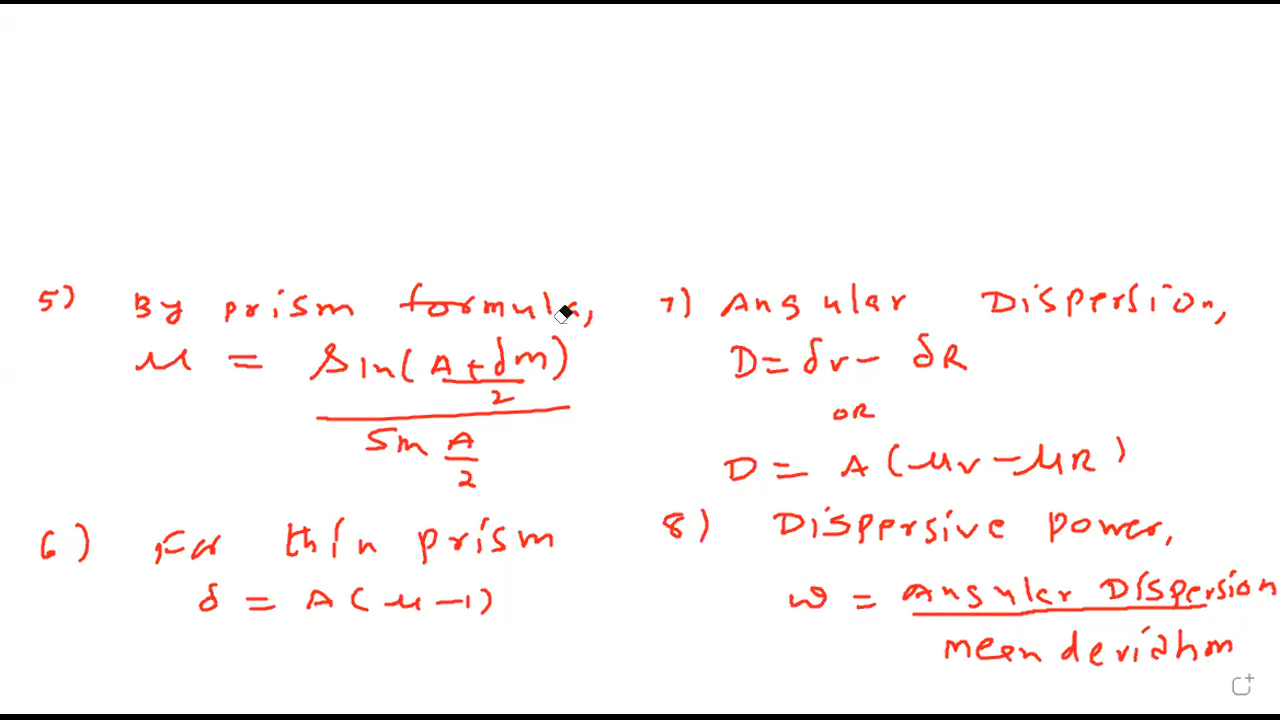 5) By prism formula,
μ = Sin(A+δm/2)
Sin A/2
6) For thin prism
δ = A(μ-1)
7) Angular Dispersion,
D = δv - δR
OR
D = A(μv - μR)
8) Dispersive power,
ω = Angular Dispersion
mean deviation